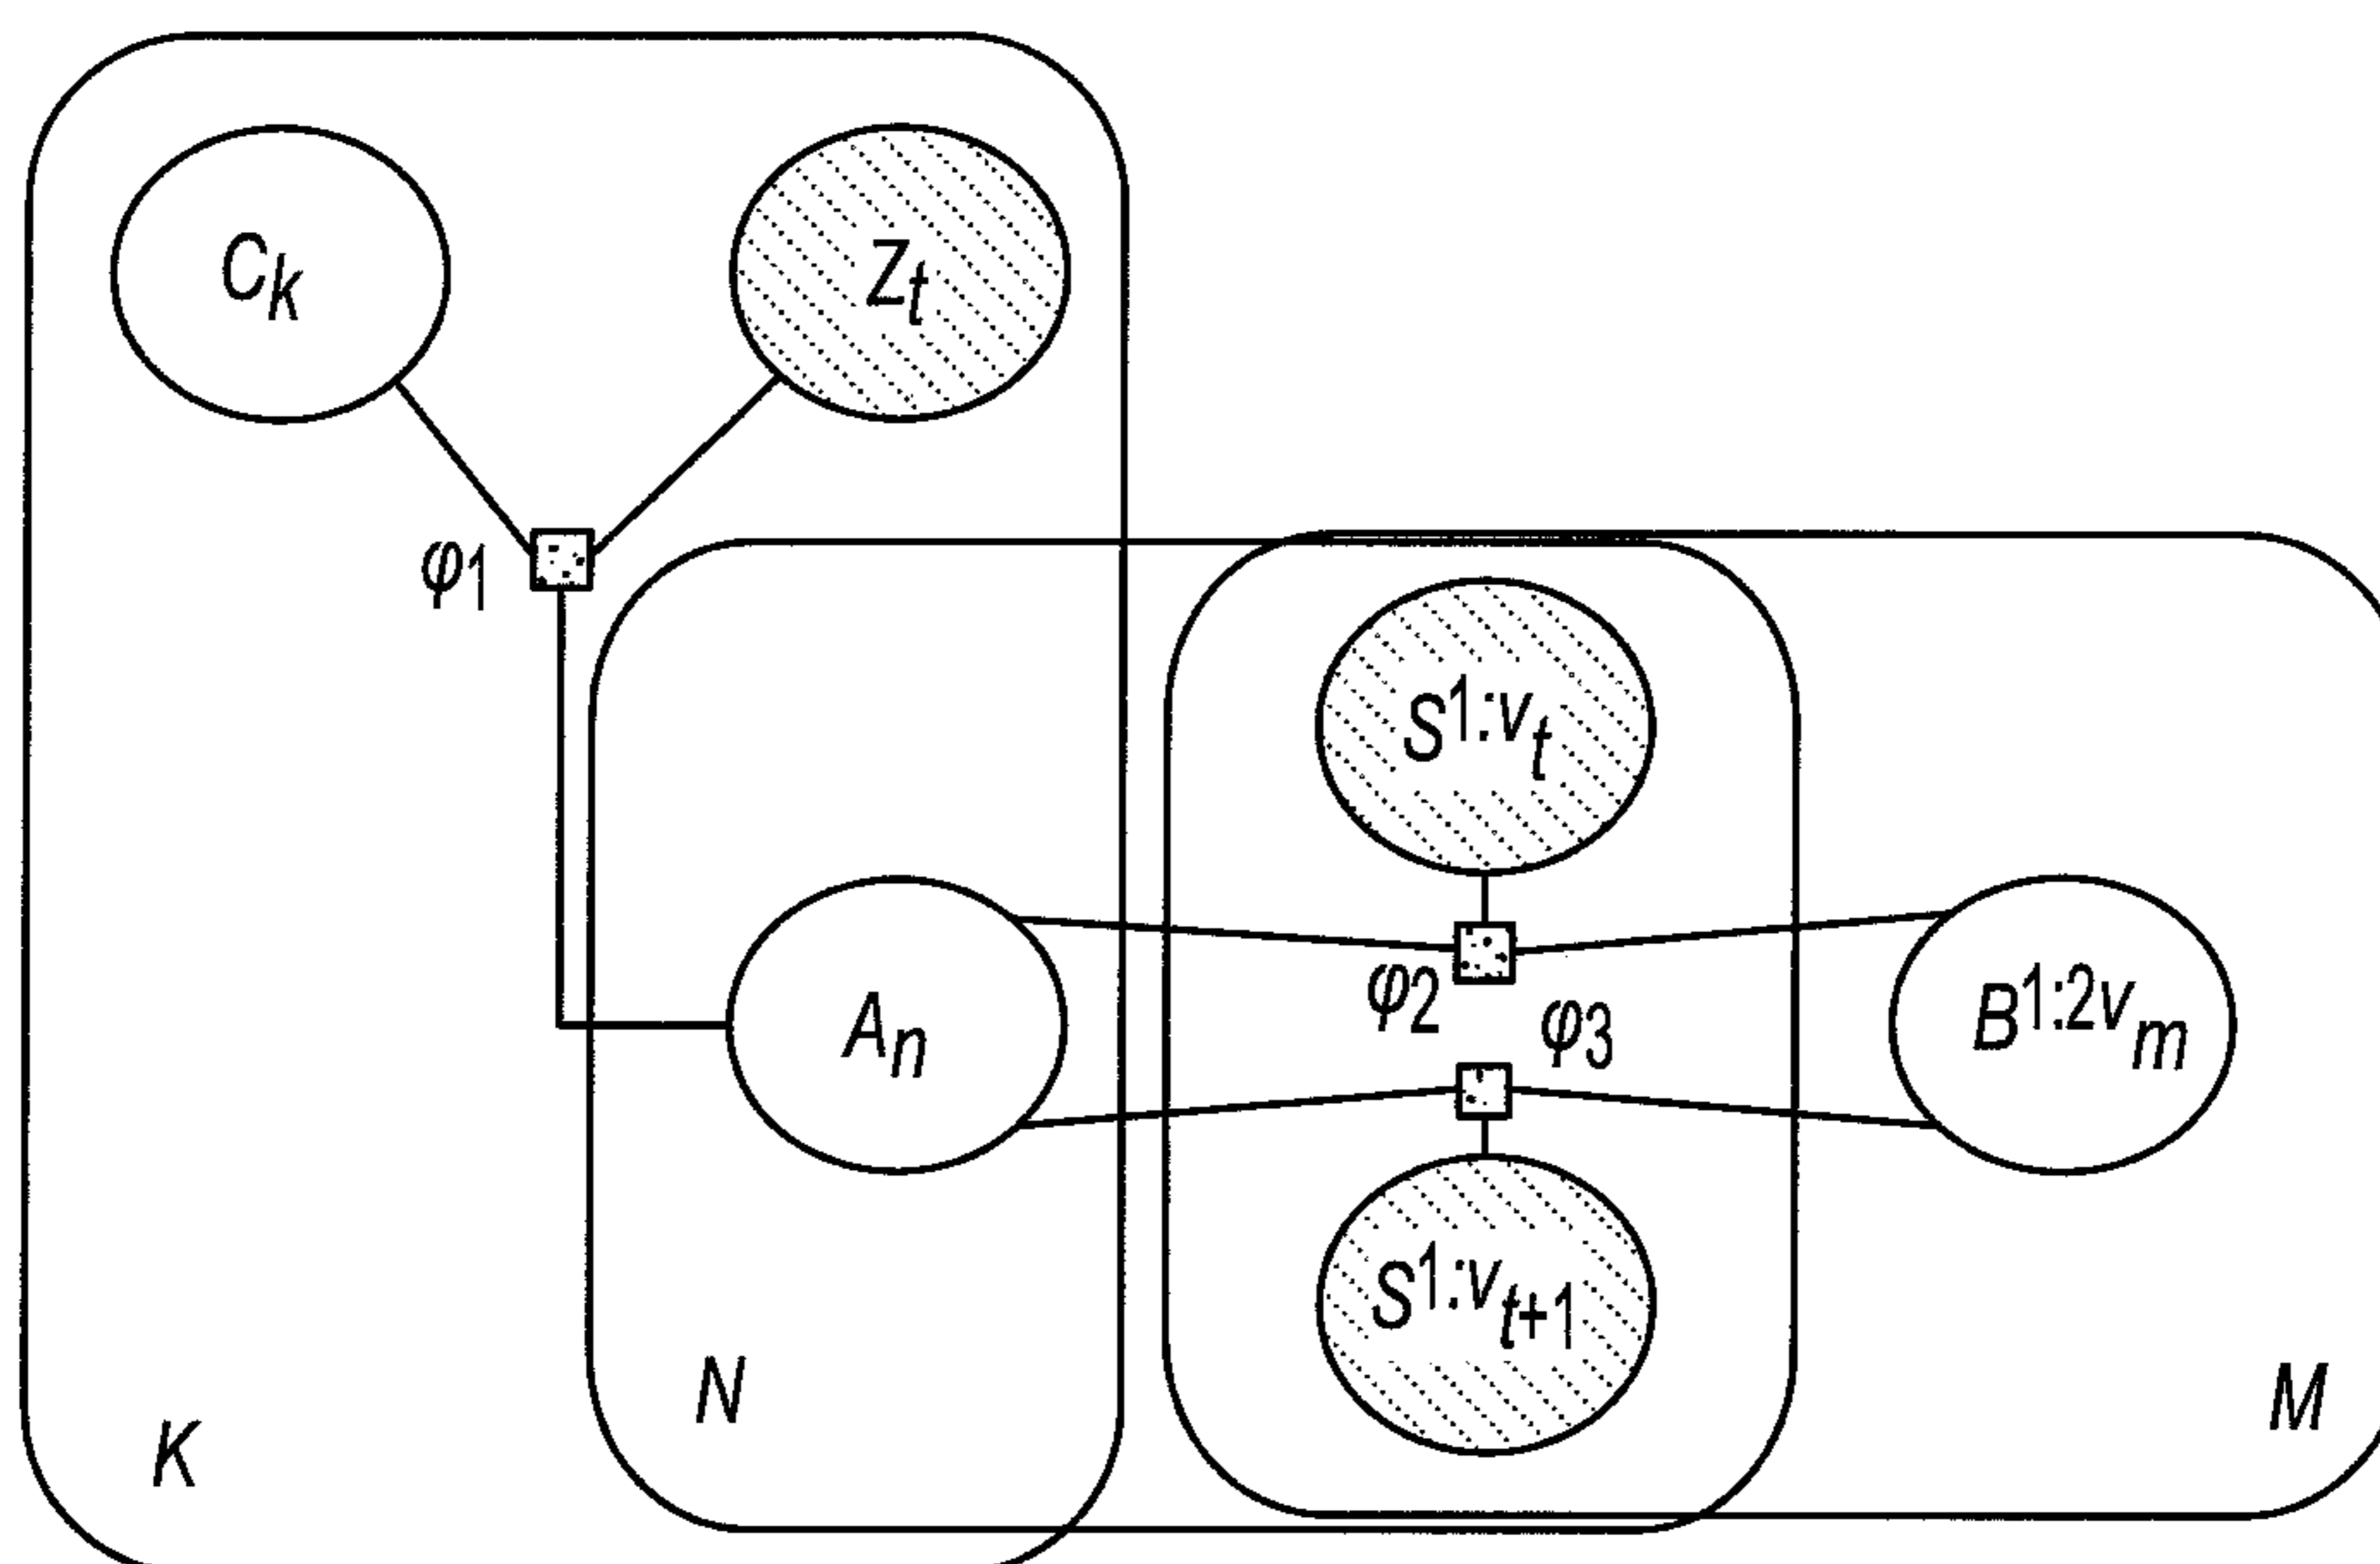 Ck
Zt
φ1
S1:vt
An
φ2
φ3
B1:2vm
S1:vt+1
N
M
K